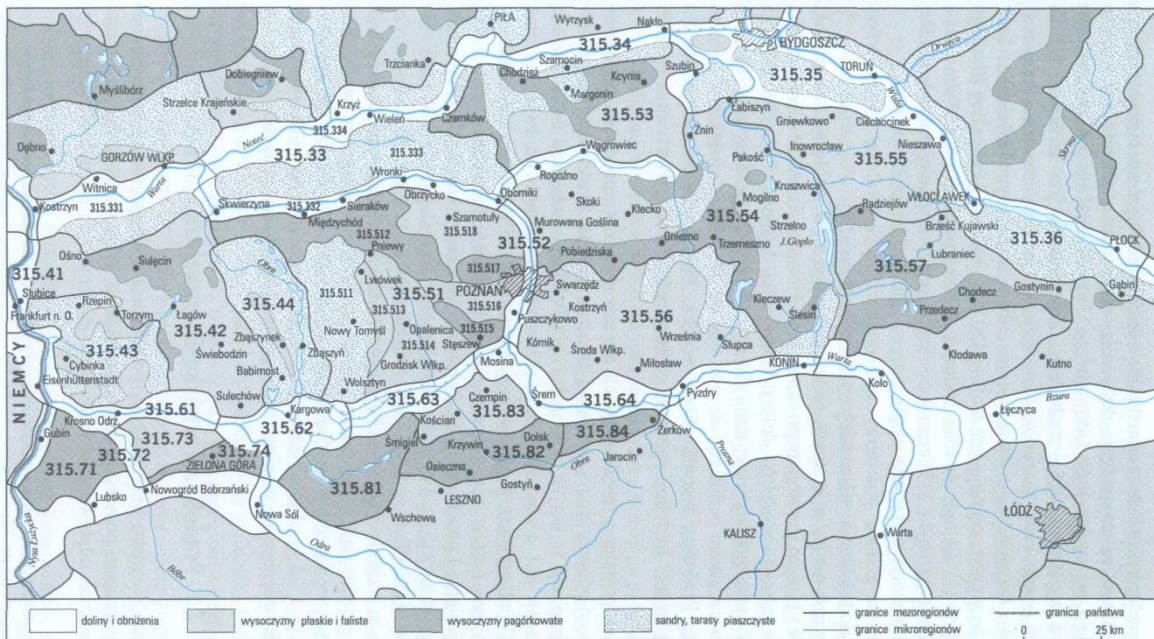 PIŁA
Wyrzysk
Nakło
315.34
BYDGOSZCZ
Drwęca
Trzcianka
Szamocin
Dobiegniew
Chodzież
Szubin
315.35
TORUŃ
Myślibórz
Margonin
Kcynia
Wisła
Strzelce Krajeńskie
Krzyż
315.53
Łabiszyn
Wieleń
Czarnków
Gniewkowo
Ciechocinek
315.334
Noteć
Żnin
Skrwa
Dębno
315.33
Nieszawa
GORZÓW WLKP.
315.333
Wągrowiec
Pakość
Inowrocław
315.55
Warta
Wronki
Rogoźno
Witnica
Obrzycko
Kruszwica
Oborniki
Skoki
WŁOCŁAWEK
Kostrzyn
315.331
Skwierzyna
315.332
Sieraków
Kłecko
315.54
Mogilno
Radziejów
Międzychód
Szamotuły
Murowana Goślina
Strzelno
Brześć Kujawski
315.518
315.36
315.512
315.52
Gniezno
Trzemeszno
J.Gopło
PŁOCK
Ośno
Pniewy
Pobiedziska
Lubraniec
315.41
Sulęcin
Obra
315.517
315.57
Lwówek
Gostynin
POZNAŃ
Swarzędz
Gąbin
Słubice
315.44
315.511
315.51
Kleczew
Chodecz
Frankfurt n. O.
Rzepin
Torzym
Łagów
315.513
315.516
Kostrzyn
Ślesin
315.42
Puszczykowo
315.56
Przedecz
Nowy Tomyśl
Opalenica
315.43
Zbąszynek
315.515
Września
Świebodzin
315.514
Stęszew
Kórnik
Słupca
Kłodawa
Zbąszyń
Grodzisk Wlkp.
Środa Wlkp.
Kutno
Cybinka
Mosina
KONIN
Warta
NIEMCY
Babimost
Miłosław
Koło
Eisenhüttenstadt
Wolsztyn
Czempiń
Pyzdry
Sulechów
315.63
Śrem
315.64
Bzura
315.61
Kargowa
315.83
Krosno Odrz.
315.62
Kościan
Łęczyca
Gubin
315.73
315.84
Żerków
315.72
315.74
Śmigiel
Krzywin
Dolsk
315.71
ZIELONA GÓRA
315.82
Obra
Jarocin
Prosna
315.81
Osieczna
Nowogród Bobrzański
Gostyń
Lubsko
LESZNO
Nowa Sól
Wschowa
ŁÓDŹ
Nysa Łużycka
KALISZ
Warta
Odra
Bóbr
doliny i obniżenia
wysoczyzny płaskie i faliste
wysoczyzny pagórkowate
sandry, tarasy piaszczyste
granice mezoregionów
granica państwa
granice mikroregionów
0 25 km